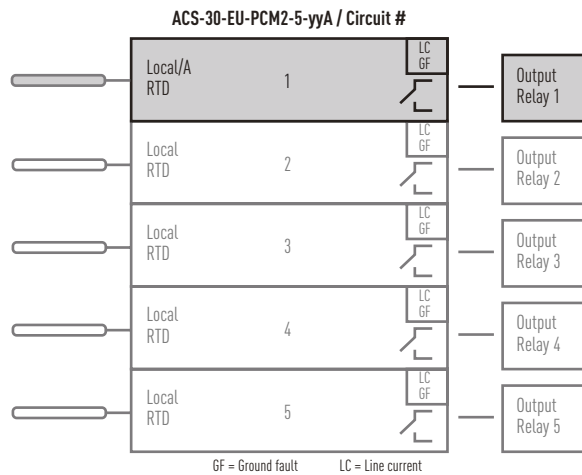 ACS-30-EU-PCM2-5-yyA / Circuit #
Local/A
RTD
1
LC
GF
Output
Relay 1
Local
RTD
2
LC
GF
Output
Relay 2
Local
RTD
3
LC
GF
Output
Relay 3
Local
RTD
4
LC
GF
Output
Relay 4
Local
RTD
5
LC
GF
Output
Relay 5
GF = Ground fault LC = Line current